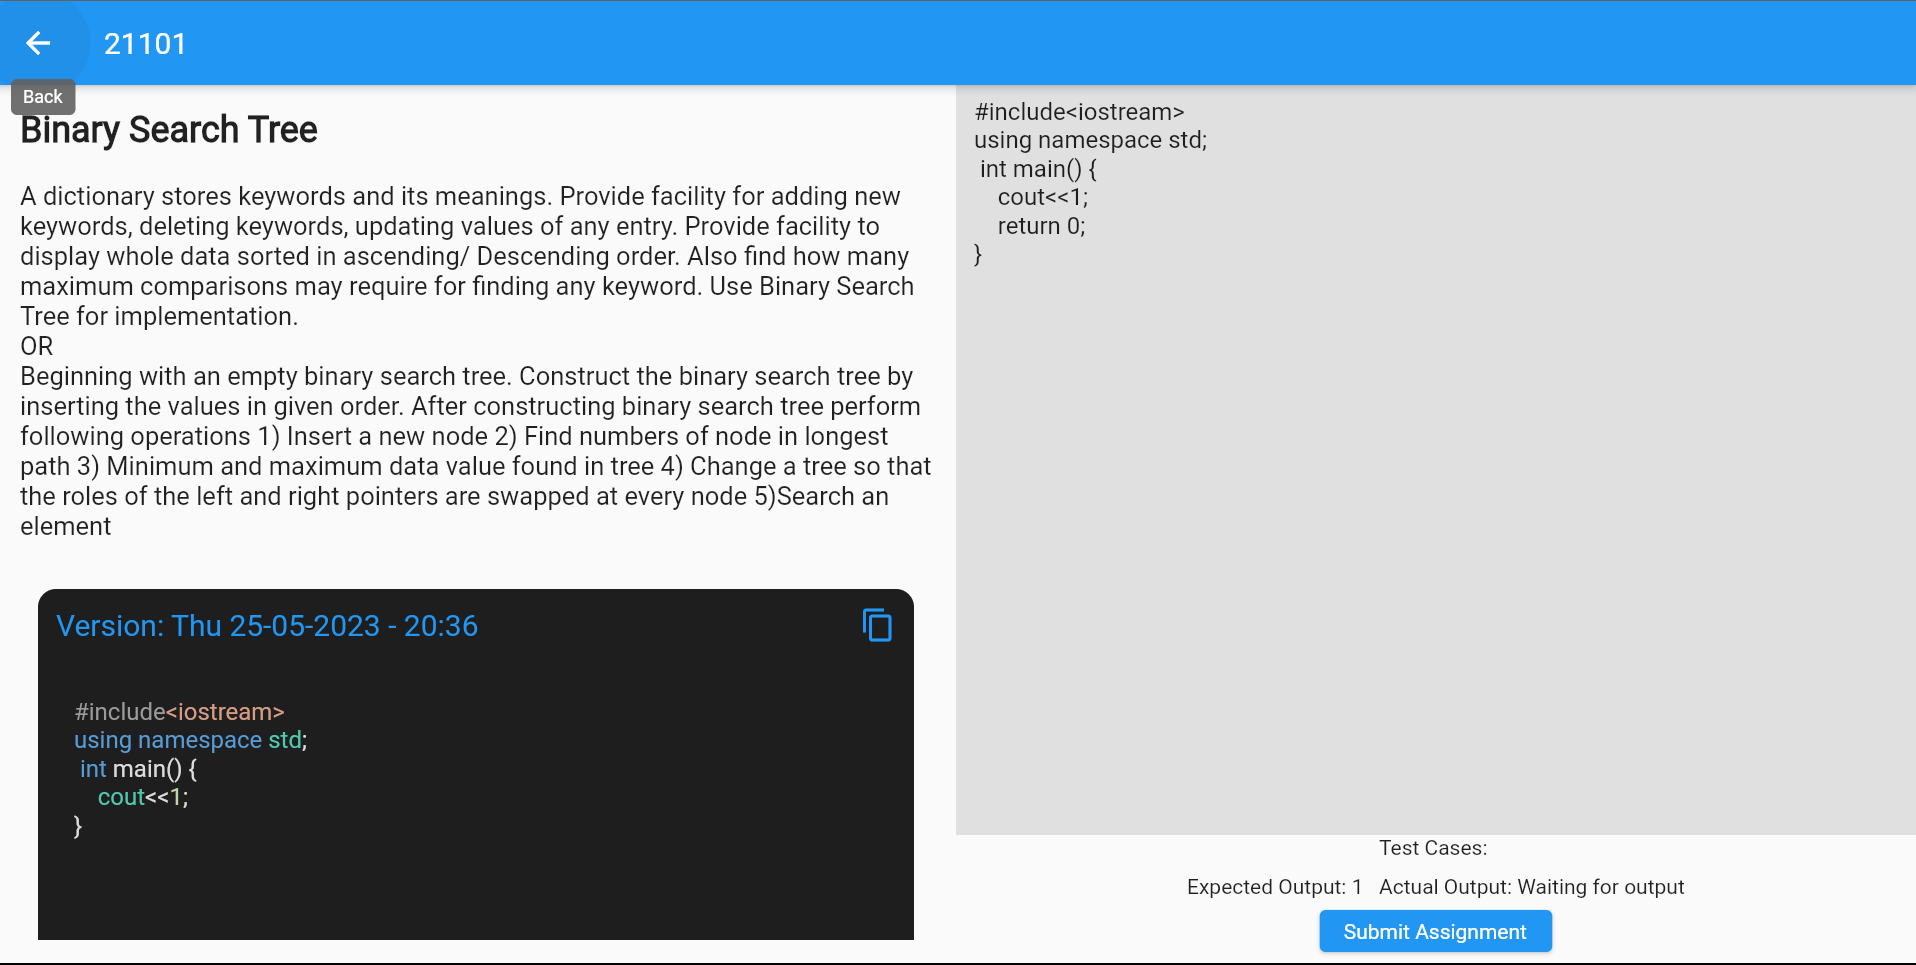 21101
Back
Binary Search Tree
A dictionary stores keywords and its meanings. Provide facility for adding new
keywords, deleting keywords, updating values of any entry. Provide facility to
display whole data sorted in ascending/ Descending order. Also find how many
maximum comparisons may require for finding any keyword. Use Binary Search
Tree for implementation.
OR
Beginning with an empty binary search tree. Construct the binary search tree by
inserting the values in given order. After constructing binary search tree perform
following operations 1) Insert a new node 2) Find numbers of node in longest
path 3) Minimum and maximum data value found in tree 4) Change a tree so that
the roles of the left and right pointers are swapped at every node 5)Search an
element
Version: Thu 25-05-2023 - 20:36
#include<iostream>
using namespace std;
int main() {
cout<<1;
}
#include<iostream>
using namespace std;
int main() {
cout<<1;
return 0;
}
Test Cases:
Expected Output: 1 Actual Output: Waiting for output
Submit Assignment